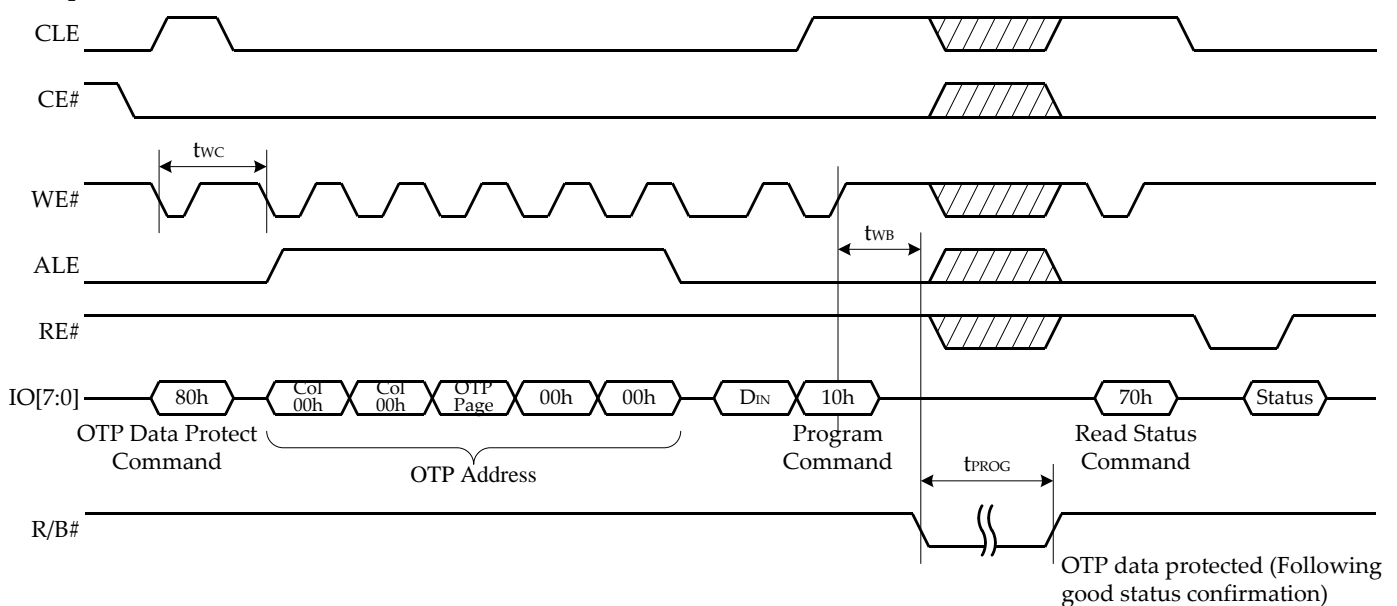 CLE
CE#
tWC
WE#
tWB
ALE
RE#
IO[7:0]
80h
Col
00h
Col
00h
OTP
Page
00h
00h
DIN
10h
70h
Status
OTP Data Protect
Command
OTP Address
Program
Command
Read Status
Command
tPROG
R/B#
OTP data protected (Following
good status confirmation)